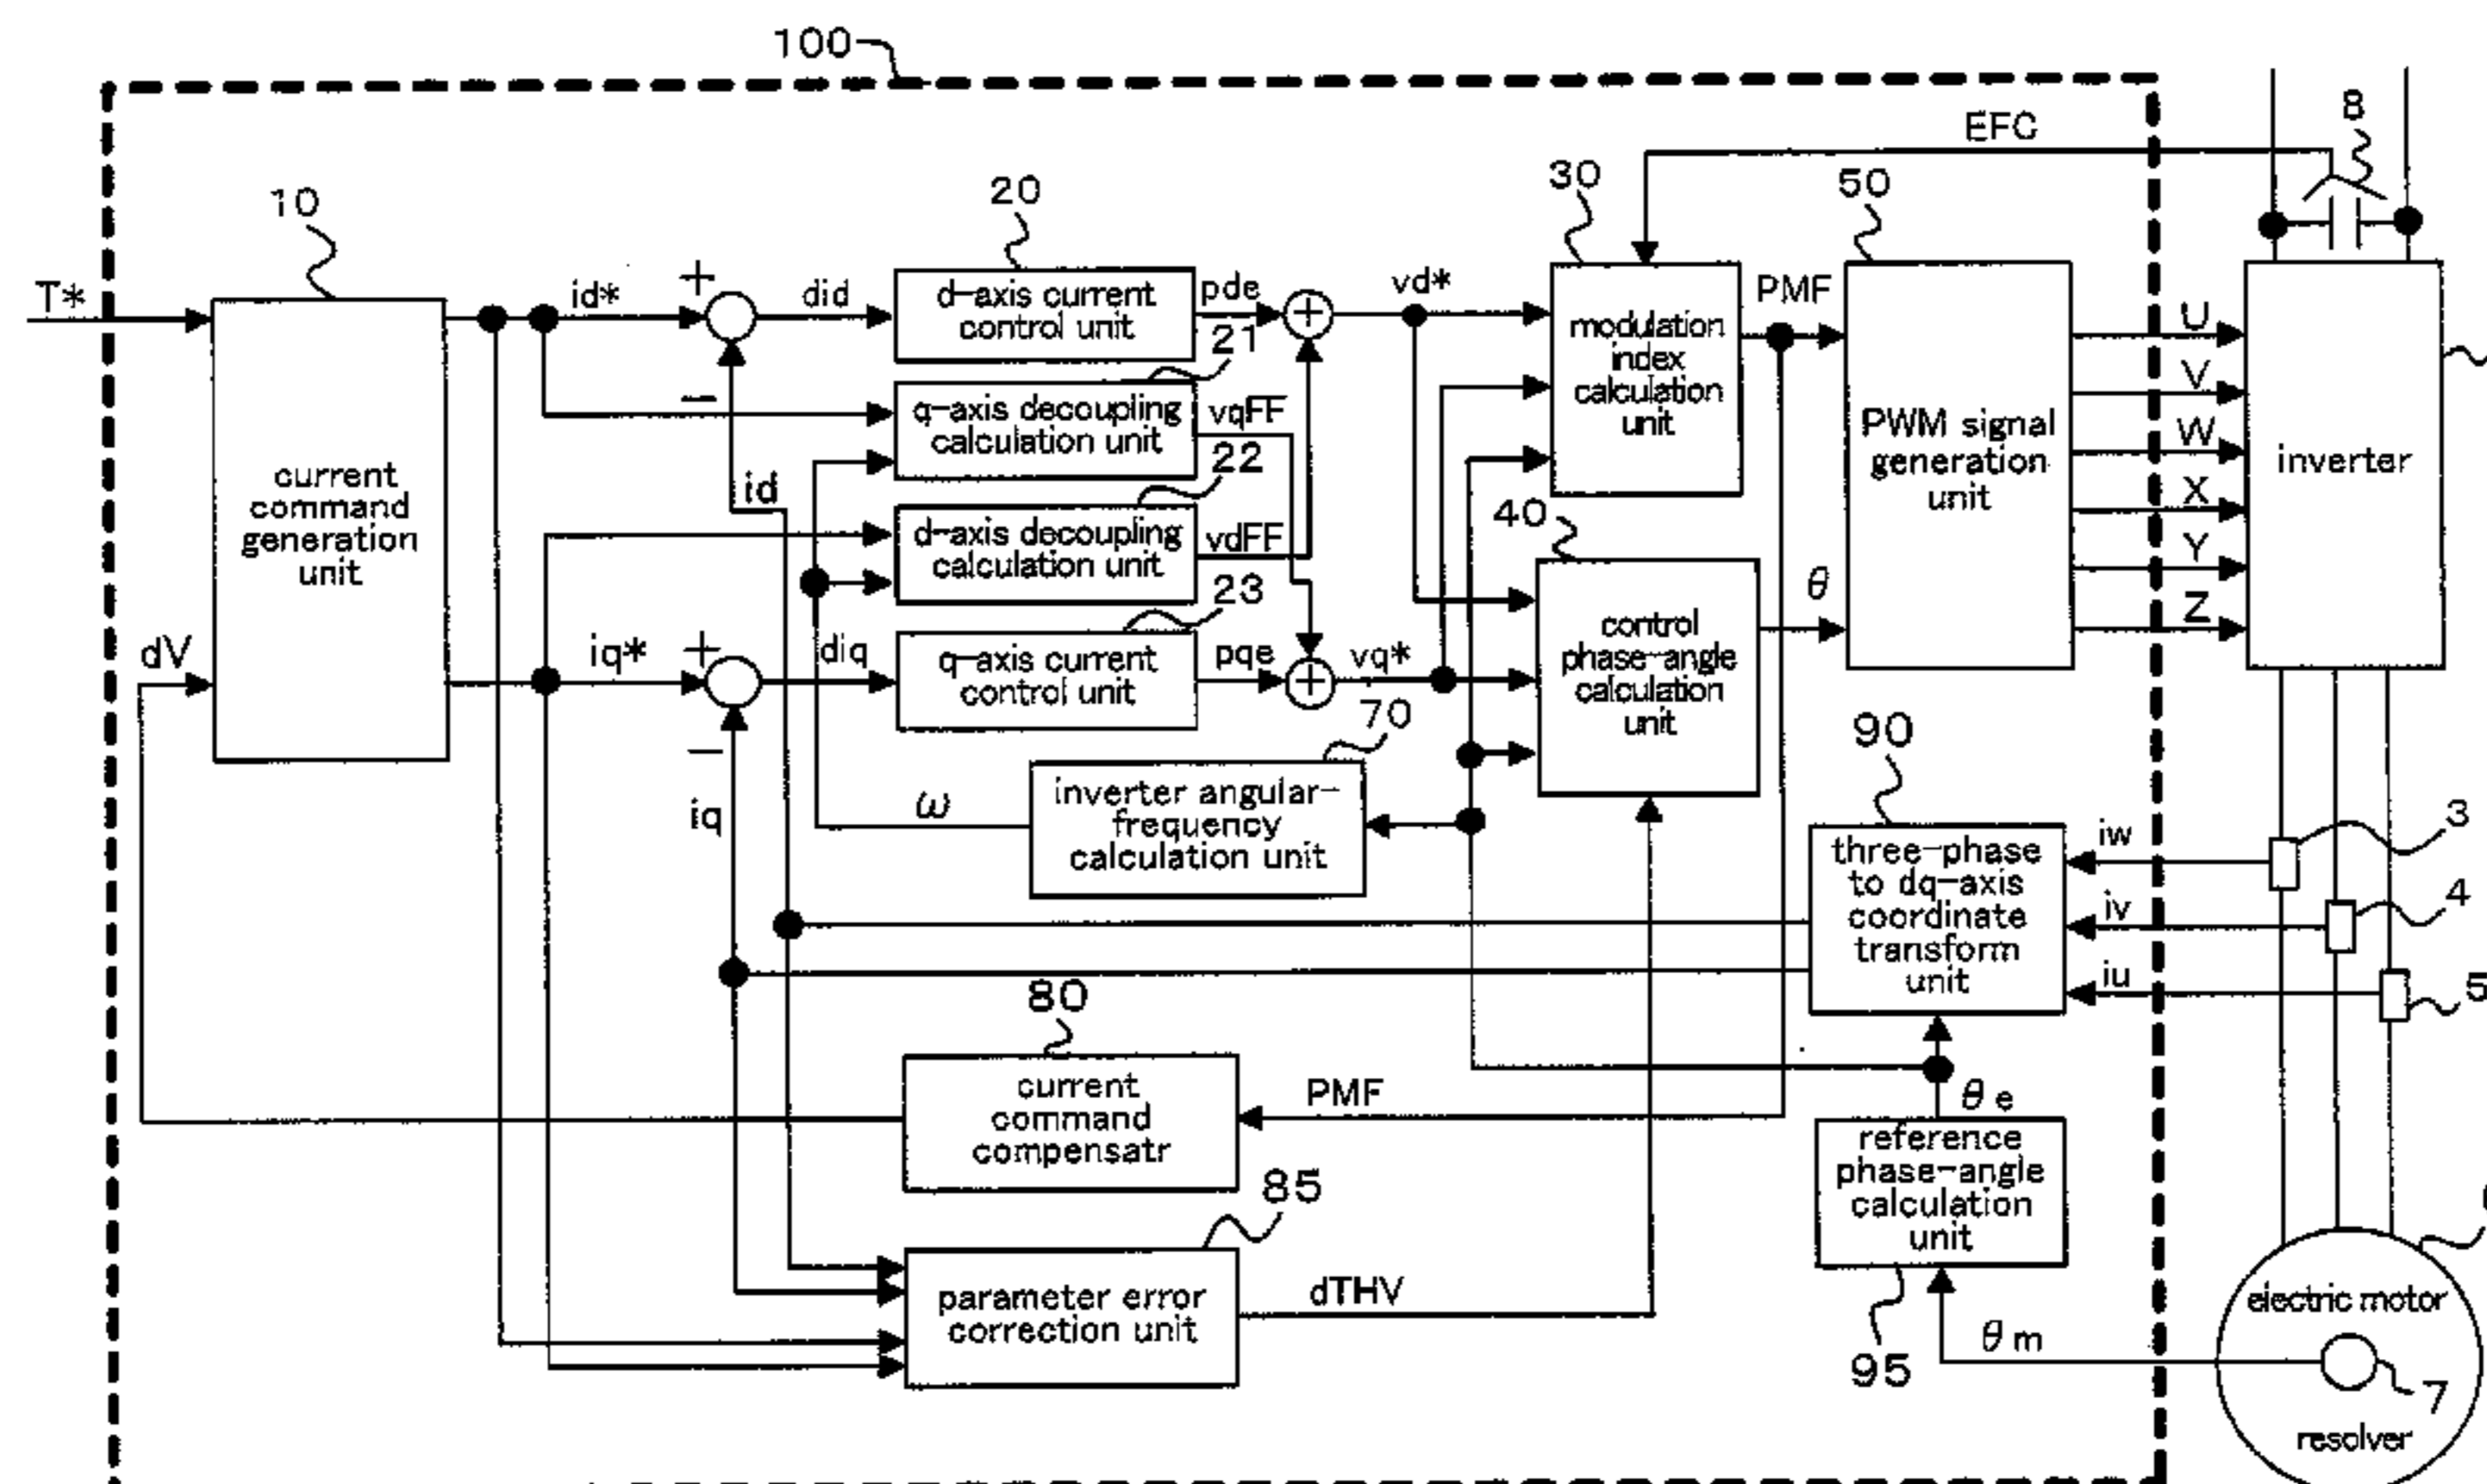 100
EFC
8
10
20
30
50
T*
id*
+
did
d-axis current
control unit
pde
+
vd*
modulation
index
calculation
unit
PMF
PWM signal
generation
unit
U
V
W
X
Y
Z
inverter
current
command
generation
unit
−
21
q-axis decoupling
calculation unit
vqFF
id
22
d-axis decoupling
calculation unit
vdFF
40
control
phase-angle
calculation
unit
θ
23
dV
iq*
+
diq
q-axis current
control unit
pqe
+
vq*
−
iq
70
ω
inverter angular-
frequency
calculation unit
90
three-phase
to dq-axis
coordinate
transform
unit
iw
iv
iu
3
4
5
80
current
command
compensatr
PMF
θe
reference
phase-angle
calculation
unit
85
parameter error
correction unit
dTHV
95
θm
electric motor
7
resolver